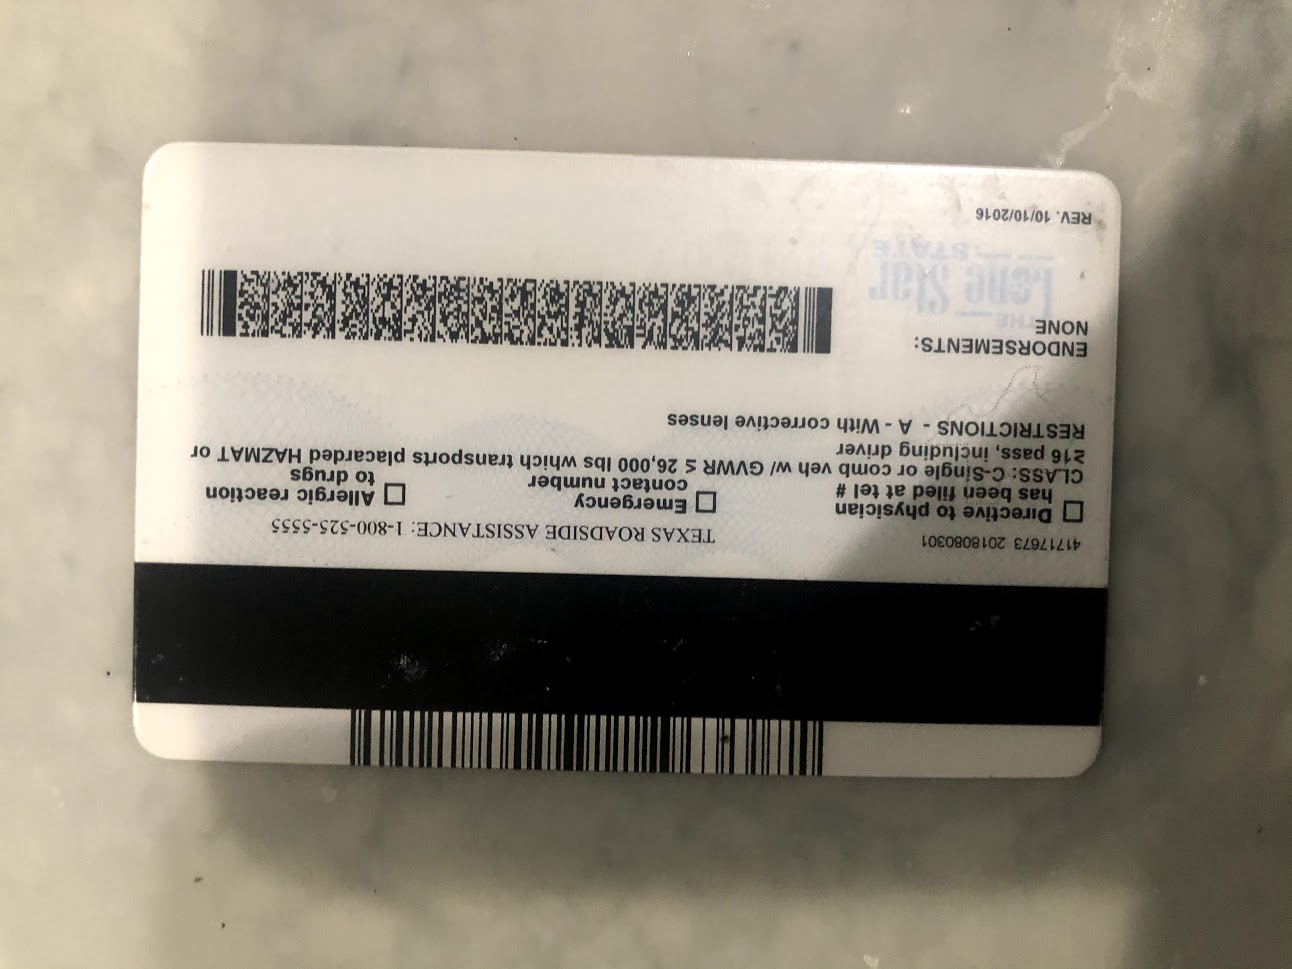 41717673 20180803​01
TEXAS ROADSIDE ASSISTANCE: 1-800-525-5555
Directive to physician
has been filed at tel #
Emergency
contact number
Allergic reaction
to drugs
CLASS: C-Single or comb veh w/ GVWR ≤ 26,000 lbs which transports placarded HAZMAT or
≥16 pass, including driver
RESTRICTIONS - A - With corrective lenses
ENDORSEMENTS:
NONE
THE
Lone Star
STATE
REV. 10/10/2016